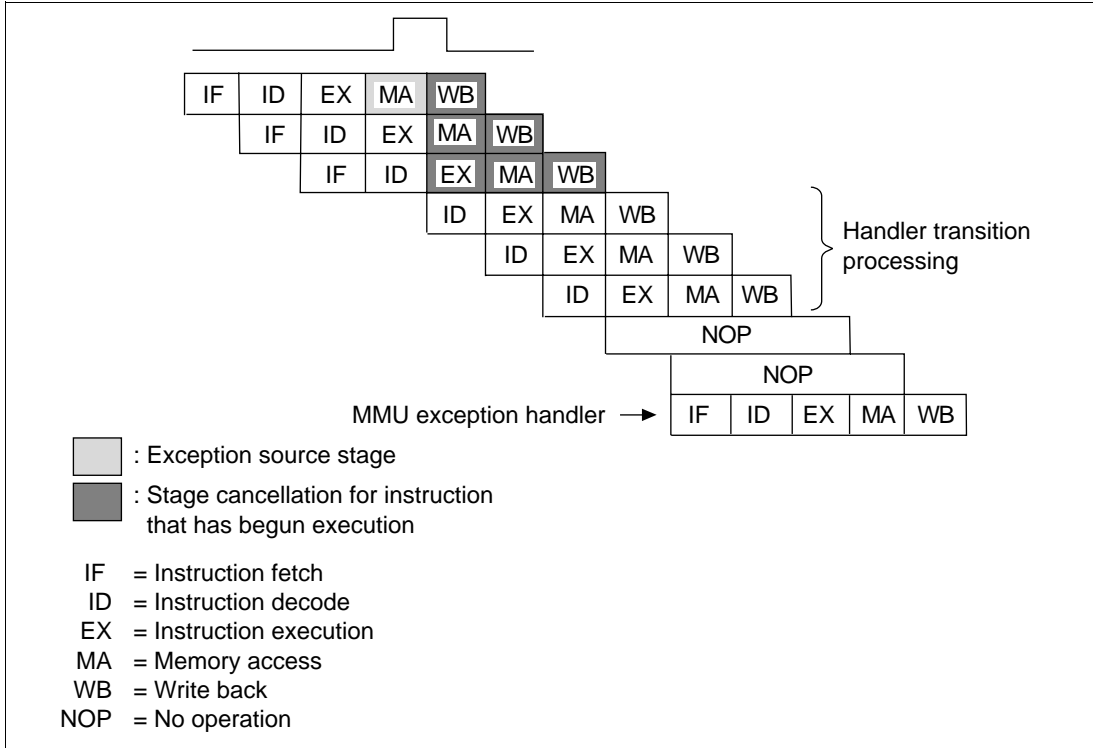 IF ID EX MA WB
IF ID EX MA WB
IF ID EX MA WB
ID EX MA WB
ID EX MA WB
ID EX MA WB
Handler transition
processing
NOP
NOP
MMU exception handler → IF ID EX MA WB
: Exception source stage
: Stage cancellation for instruction
that has begun execution
IF = Instruction fetch
ID = Instruction decode
EX = Instruction execution
MA = Memory access
WB = Write back
NOP = No operation